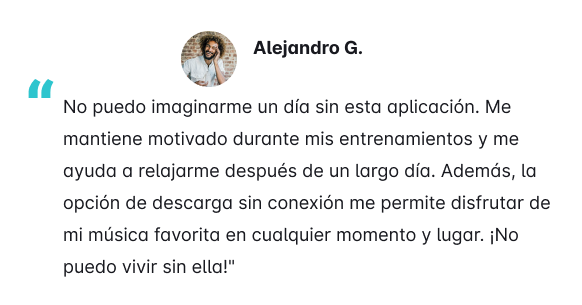 Alejandro G.
“
No puedo imaginarme un día sin esta aplicación. Me
mantiene motivado durante mis entrenamientos y me
ayuda a relajarme después de un largo día. Además, la
opción de descarga sin conexión me permite disfrutar de
mi música favorita en cualquier momento y lugar. ¡No
puedo vivir sin ella!"